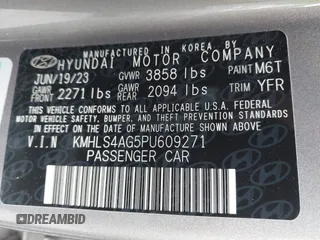 MANUFACTURED IN KOREA BY
HYUNDAI MOTOR COMPANY
JUN/19/23 GVWR 3858 lbs PAINT M6T
GAWR FRONT 2271 lbs GAWR REAR 2094 lbs TRIM YFR
THIS VEHICLE CONFORMS TO ALL APPLICABLE U.S. FEDERAL MOTOR VEHICLE
SAFETY, BUMPER, AND THEFT PREVENTION STANDARDS IN
EFFECT ON THE DATE OF MANUFACTURE SHOWN ABOVE.
V.I.N KMHLS4AG5PU609271
PASSENGER CAR
DREAMBID